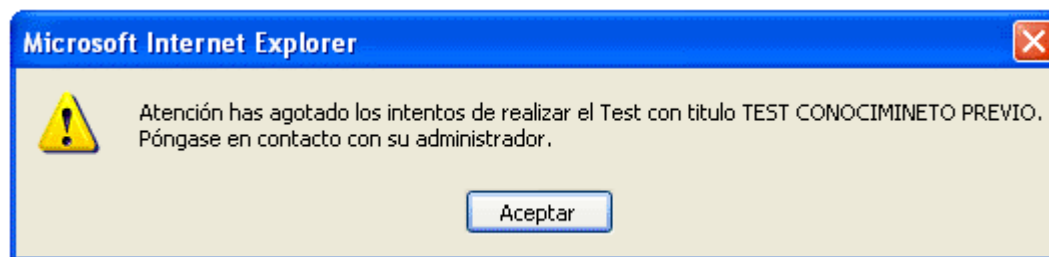 Microsoft Internet Explorer
Atención has agotado los intentos de realizar el Test con titulo TEST CONOCIMINETO PREVIO.
Póngase en contacto con su administrador.
Aceptar